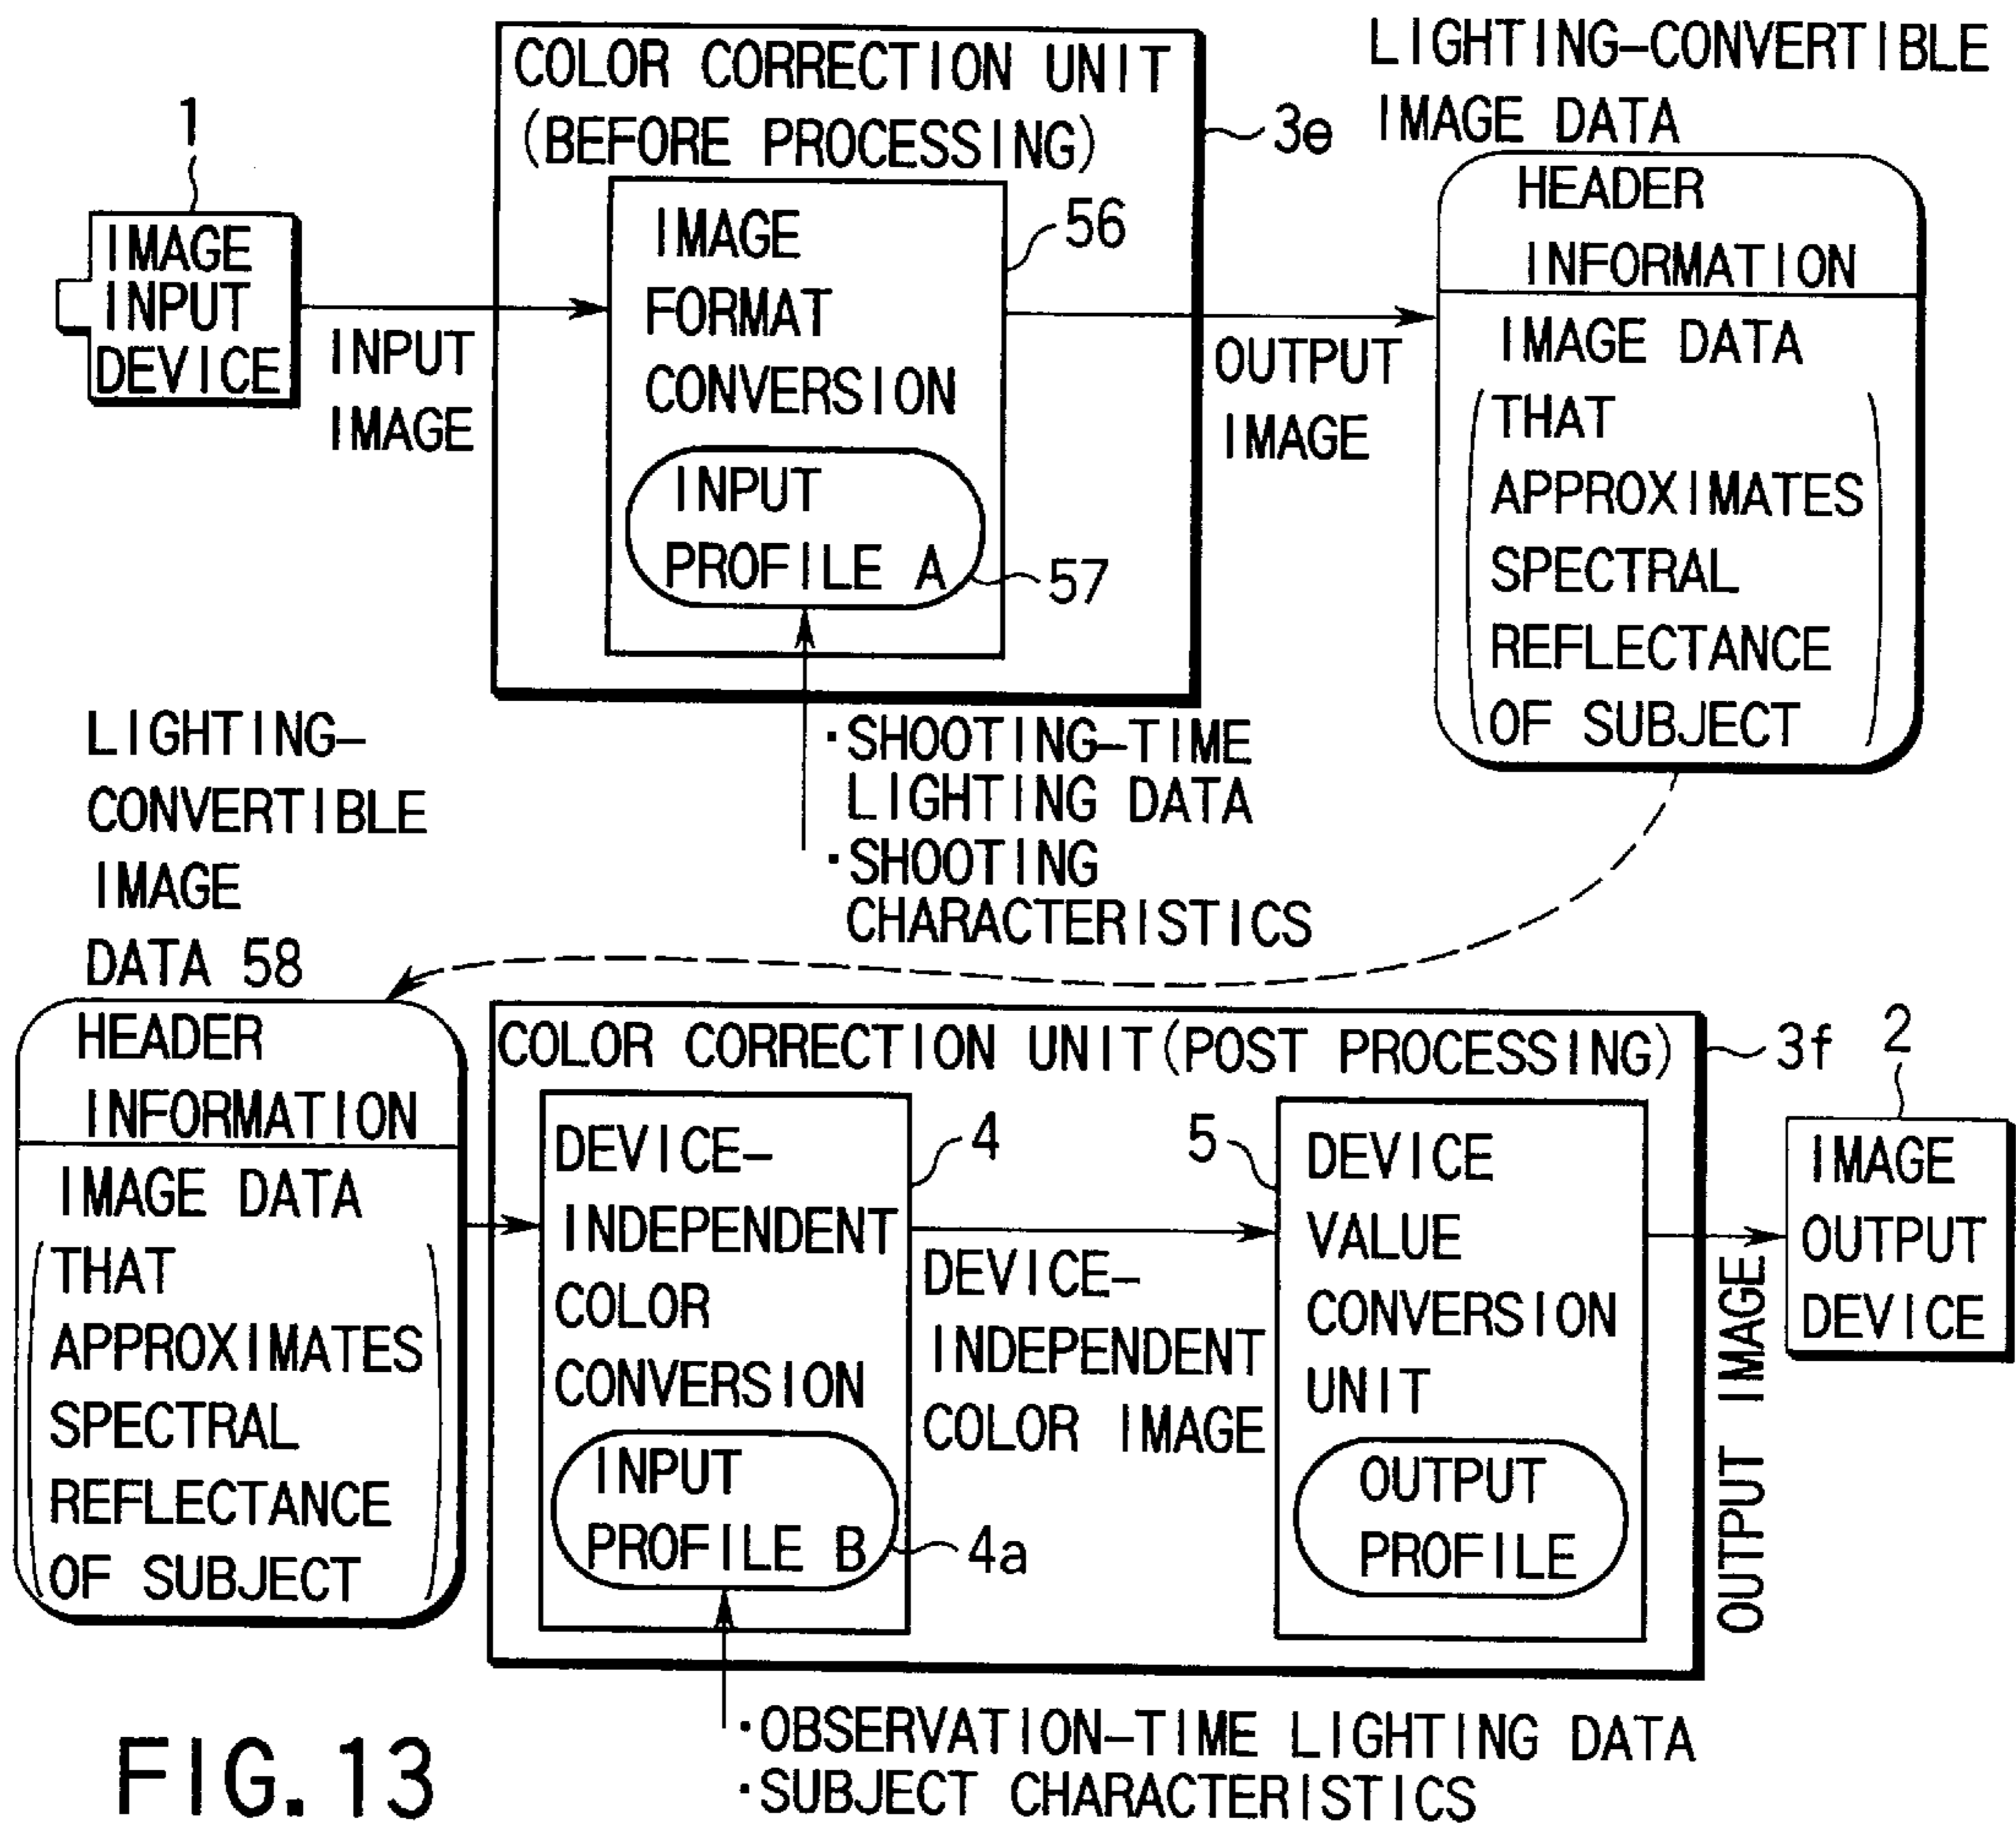 1
IMAGE
INPUT
DEVICE
INPUT
IMAGE
COLOR CORRECTION UNIT
(BEFORE PROCESSING)
3e
IMAGE
FORMAT
CONVERSION
56
INPUT
PROFILE A
57
·SHOOTING-TIME
LIGHTING DATA
·SHOOTING
CHARACTERISTICS
OUTPUT
IMAGE
LIGHTING-CONVERTIBLE
IMAGE DATA
HEADER
INFORMATION
IMAGE DATA
(THAT
APPROXIMATES
SPECTRAL
REFLECTANCE
OF SUBJECT)
LIGHTING-
CONVERTIBLE
IMAGE
DATA 58
HEADER
INFORMATION
IMAGE DATA
(THAT
APPROXIMATES
SPECTRAL
REFLECTANCE
OF SUBJECT)
COLOR CORRECTION UNIT(POST PROCESSING)
3f
DEVICE-
INDEPENDENT
COLOR
CONVERSION
4
INPUT
PROFILE B
4a
·OBSERVATION-TIME LIGHTING DATA
·SUBJECT CHARACTERISTICS
DEVICE-
INDEPENDENT
COLOR IMAGE
5
DEVICE
VALUE
CONVERSION
UNIT
OUTPUT
PROFILE
OUTPUT IMAGE
2
IMAGE
OUTPUT
DEVICE
FIG.13